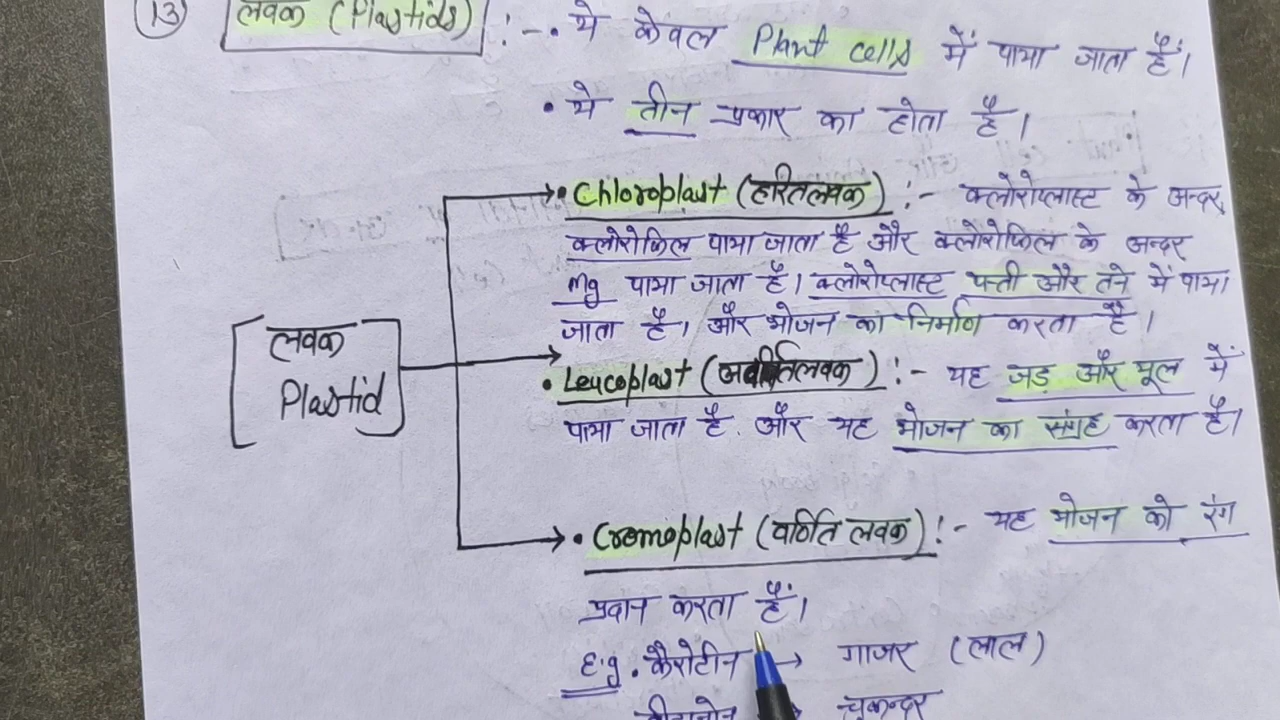 (13) लवक (Plastids) :- • ये केवल Plant cells में पाया जाता हैं।
• ये तीन प्रकार का होता है।
• Chloroplast (हरितलवक) :- क्लोरोप्लास्ट के अन्दर
क्लोरोफिल पाया जाता है और क्लोरोफिल के अन्दर
Mg पाया जाता है। क्लोरोप्लास्ट पत्ती और तने में पाया
जाता है। और भोजन का निर्माण करता है।
लवक
Plastid
• Leucoplast (अवर्णितलवक) :- यह जड़ और मूल में
पाया जाता है. और यह भोजन का संग्रह करता है।
• Cromoplast (वर्णित लवक) :- यह भोजन को रंग
प्रदान करता हैं।
E.g. कैरोटीन → गाजर (लाल)
चुकन्दर